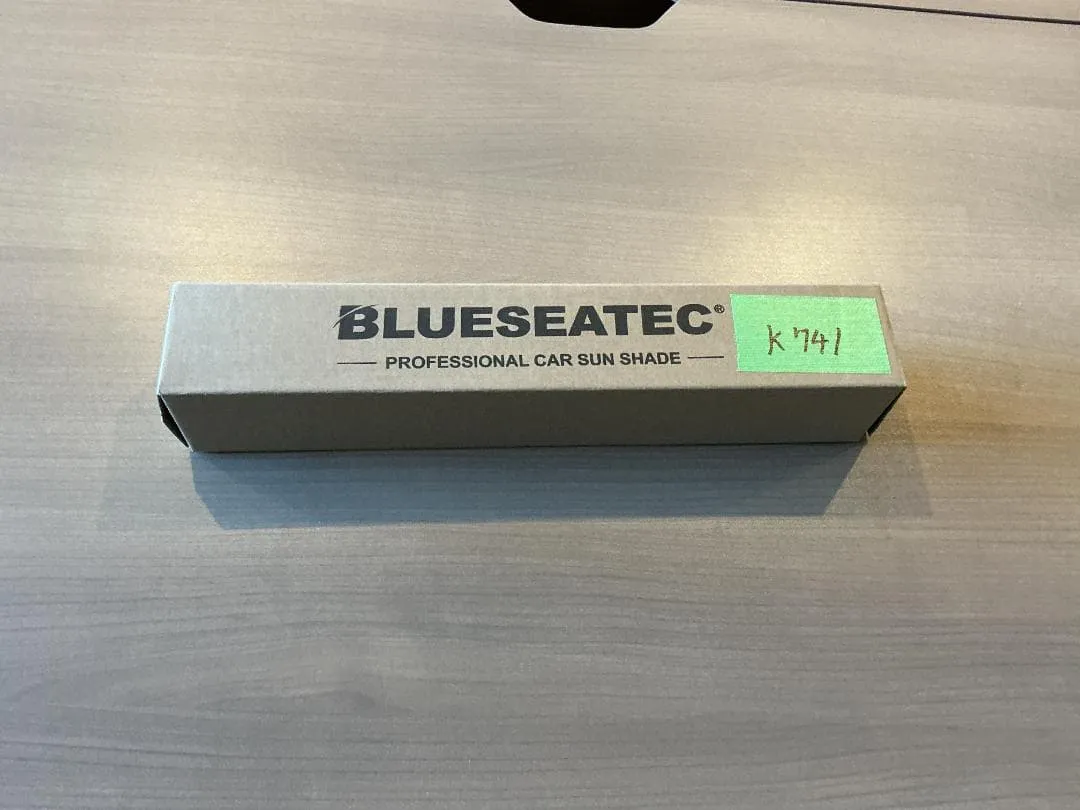 BLUESEATEC®
PROFESSIONAL CAR SUN SHADE
K741